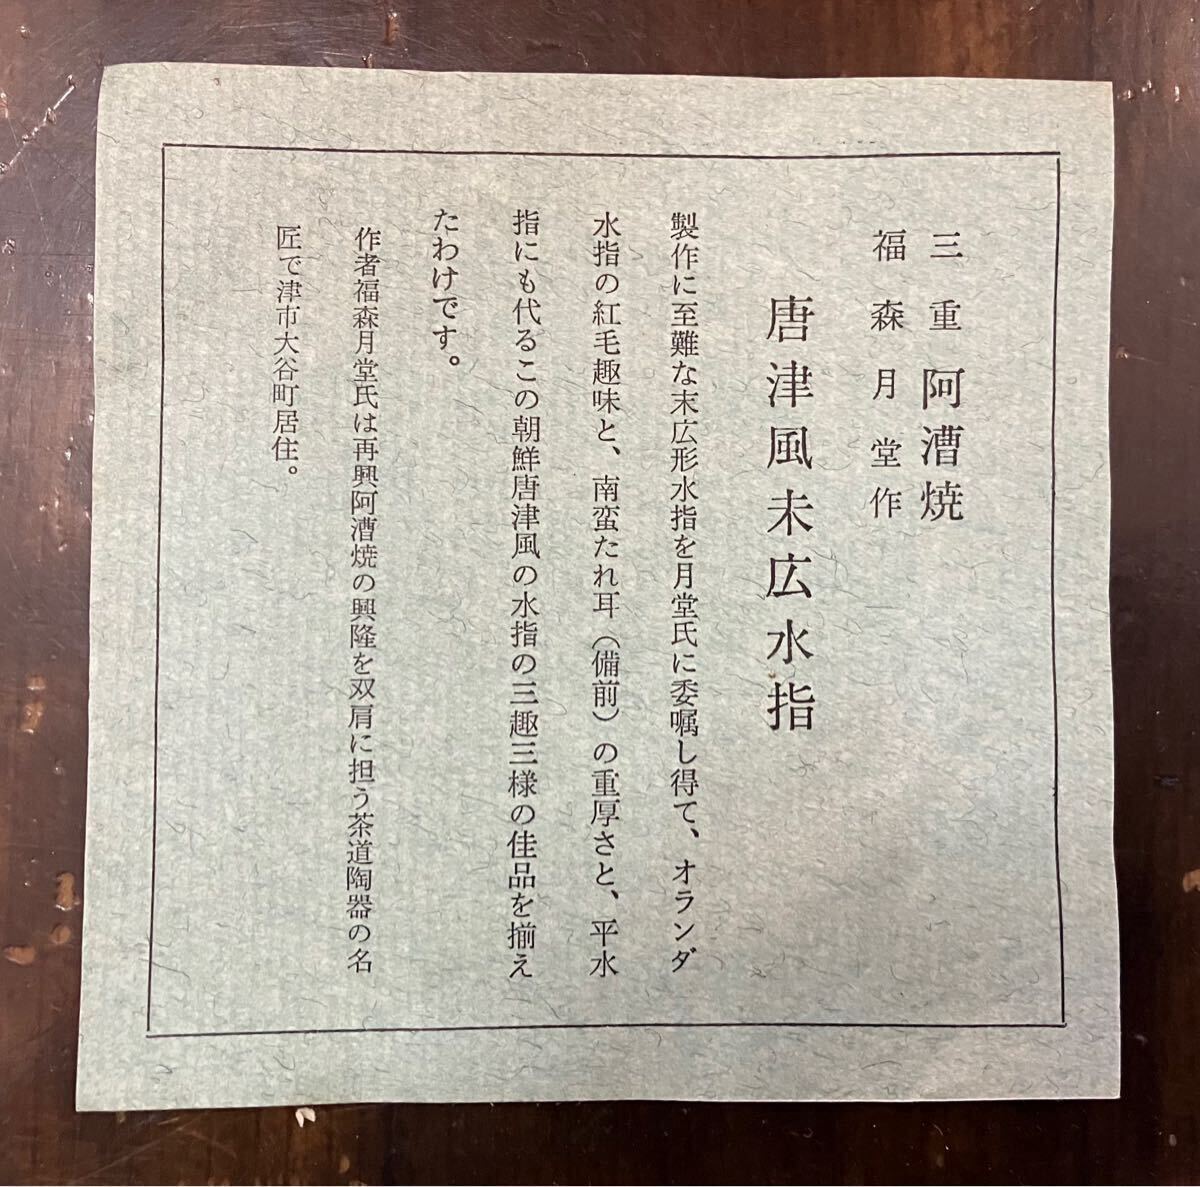 三重 阿漕焼
福森月堂作
唐津風末広水指
製作に至難な末広形水指を月堂氏に委嘱し得て、オランダ
水指の紅毛趣味と、南蛮たれ耳（備前）の重厚さと、平水
指にも代るこの朝鮮唐津風の水指の三趣三様の佳品を揃え
たわけです。
作者福森月堂氏は再興阿漕焼の興隆を双肩に担う茶道陶器の名
匠で津市大谷町居住。